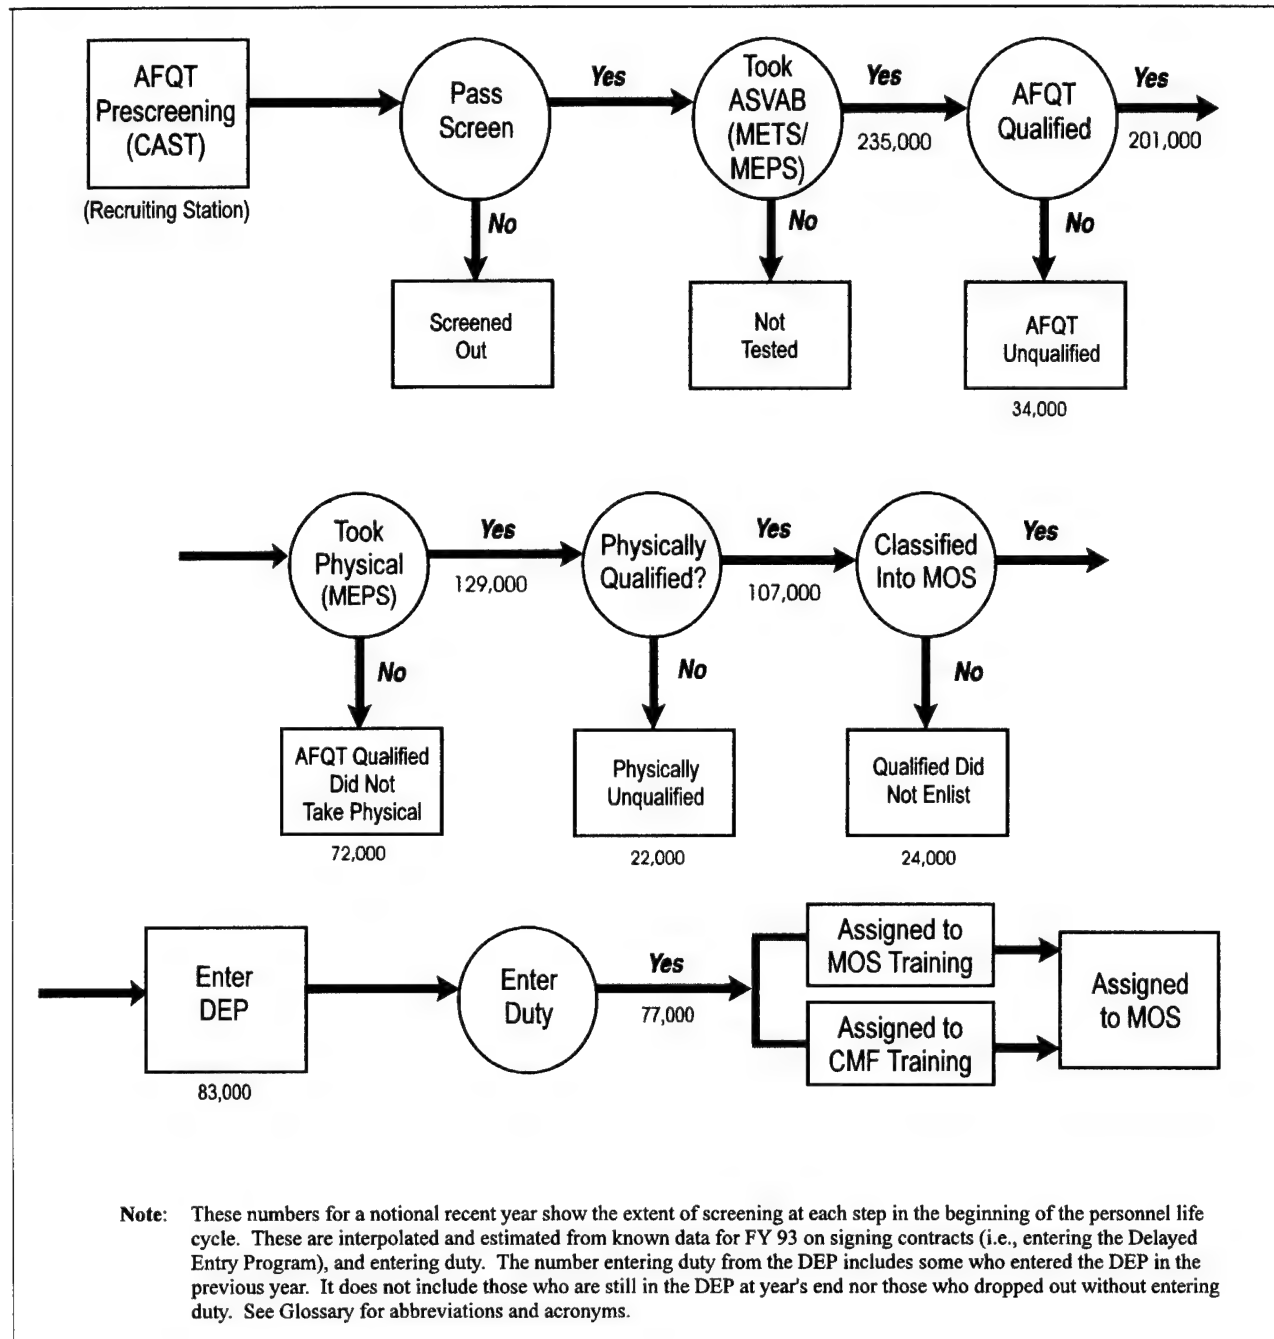 AFQT
Prescreening
(CAST)
(Recruiting Station)
Pass
Screen
Yes
Took
ASVAB
(METS/
MEPS)
Yes
235,000
AFQT
Qualified
Yes
201,000
No
Screened
Out
No
Not
Tested
No
AFQT
Unqualified
34,000
Took
Physical
(MEPS)
Yes
129,000
Physically
Qualified?
Yes
107,000
Classified
Into MOS
Yes
No
AFQT Qualified
Did Not
Take Physical
72,000
No
Physically
Unqualified
22,000
No
Qualified Did
Not Enlist
24,000
Enter
DEP
83,000
Enter
Duty
Yes
77,000
Assigned to
MOS Training
Assigned to
CMF Training
Assigned
to MOS
Note: These numbers for a notional recent year show the extent of screening at each step in the beginning of the personnel life
cycle. These are interpolated and estimated from known data for FY 93 on signing contracts (i.e., entering the Delayed
Entry Program), and entering duty. The number entering duty from the DEP includes some who entered the DEP in the
previous year. It does not include those who are still in the DEP at year's end nor those who dropped out without entering
duty. See Glossary for abbreviations and acronyms.